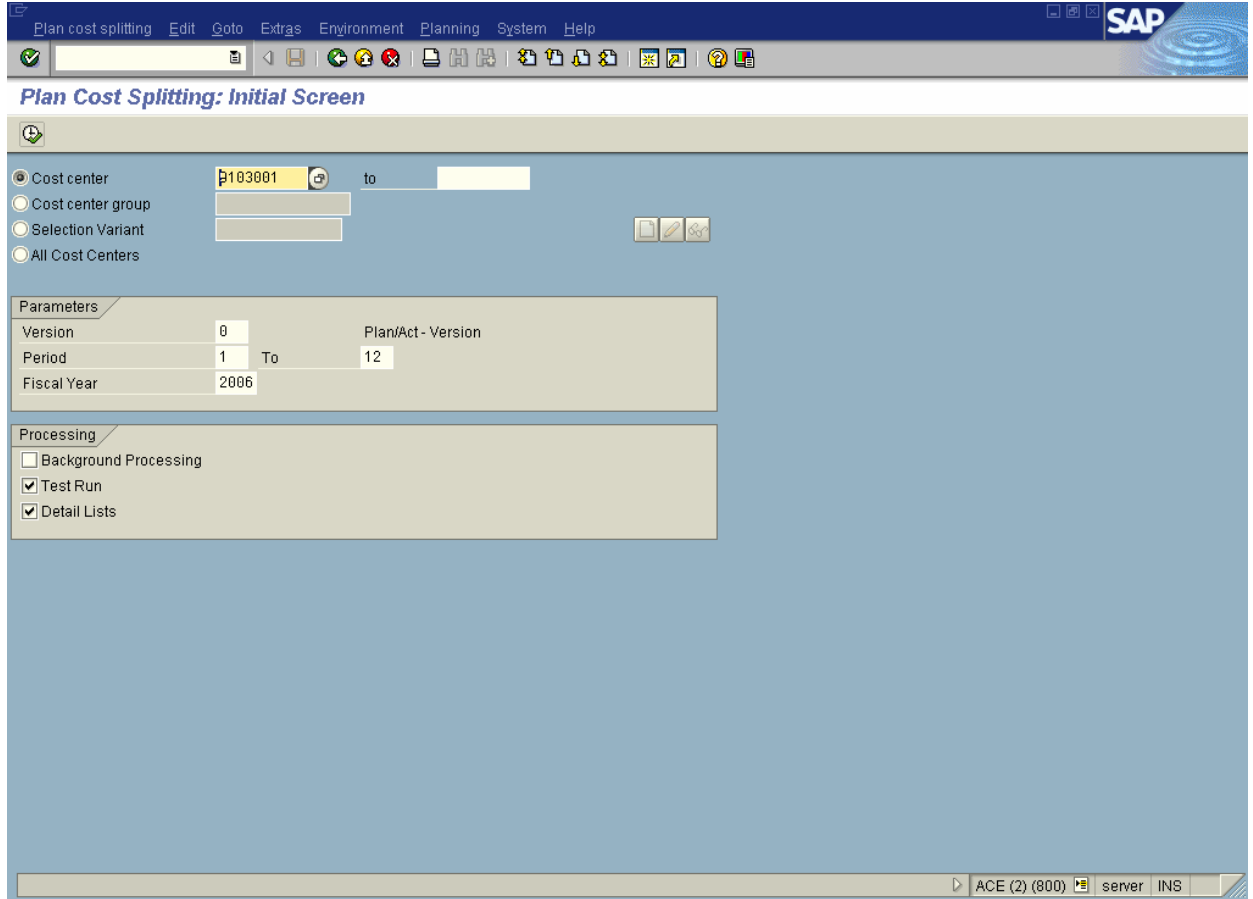 Plan cost splitting Edit Goto Extras Environment Planning System Help
SAP
Plan Cost Splitting: Initial Screen
Cost center 9103001 to
Cost center group
Selection Variant
All Cost Centers
Parameters
Version 0 Plan/Act - Version
Period 1 To 12
Fiscal Year 2006
Processing
Background Processing
Test Run
Detail Lists
ACE (2) (800) server INS